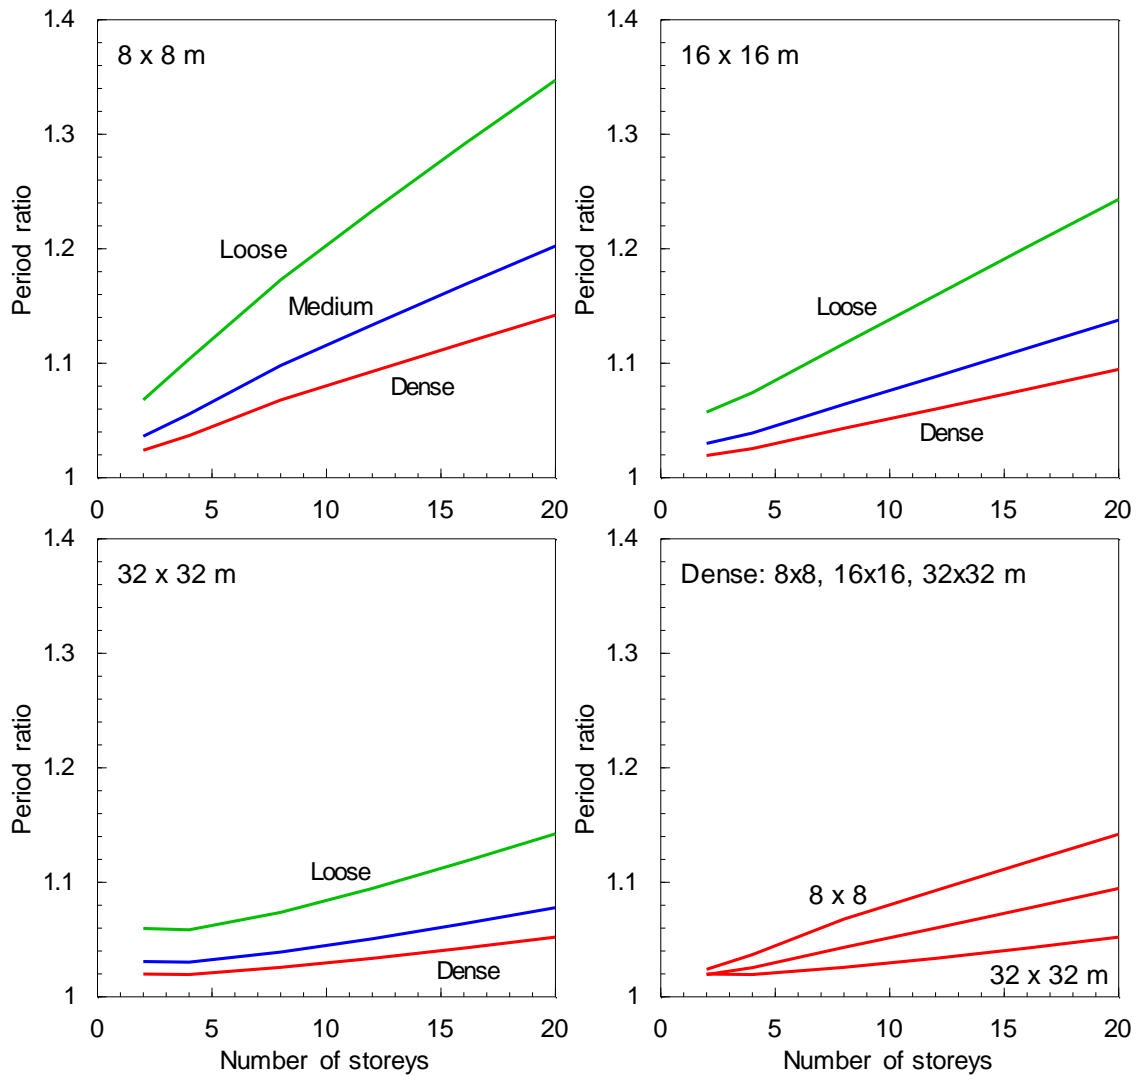 8 x 8 m
1.4
1.3
1.2
1.1
1
Period ratio
Loose
Medium
Dense
0 5 10 15 20
16 x 16 m
1.4
1.3
1.2
1.1
1
Period ratio
Loose
Dense
0 5 10 15 20
32 x 32 m
1.4
1.3
1.2
1.1
1
Period ratio
Loose
Dense
0 5 10 15 20
Number of storeys
Dense: 8x8, 16x16, 32x32 m
1.4
1.3
1.2
1.1
1
Period ratio
8 x 8
32 x 32 m
0 5 10 15 20
Number of storeys